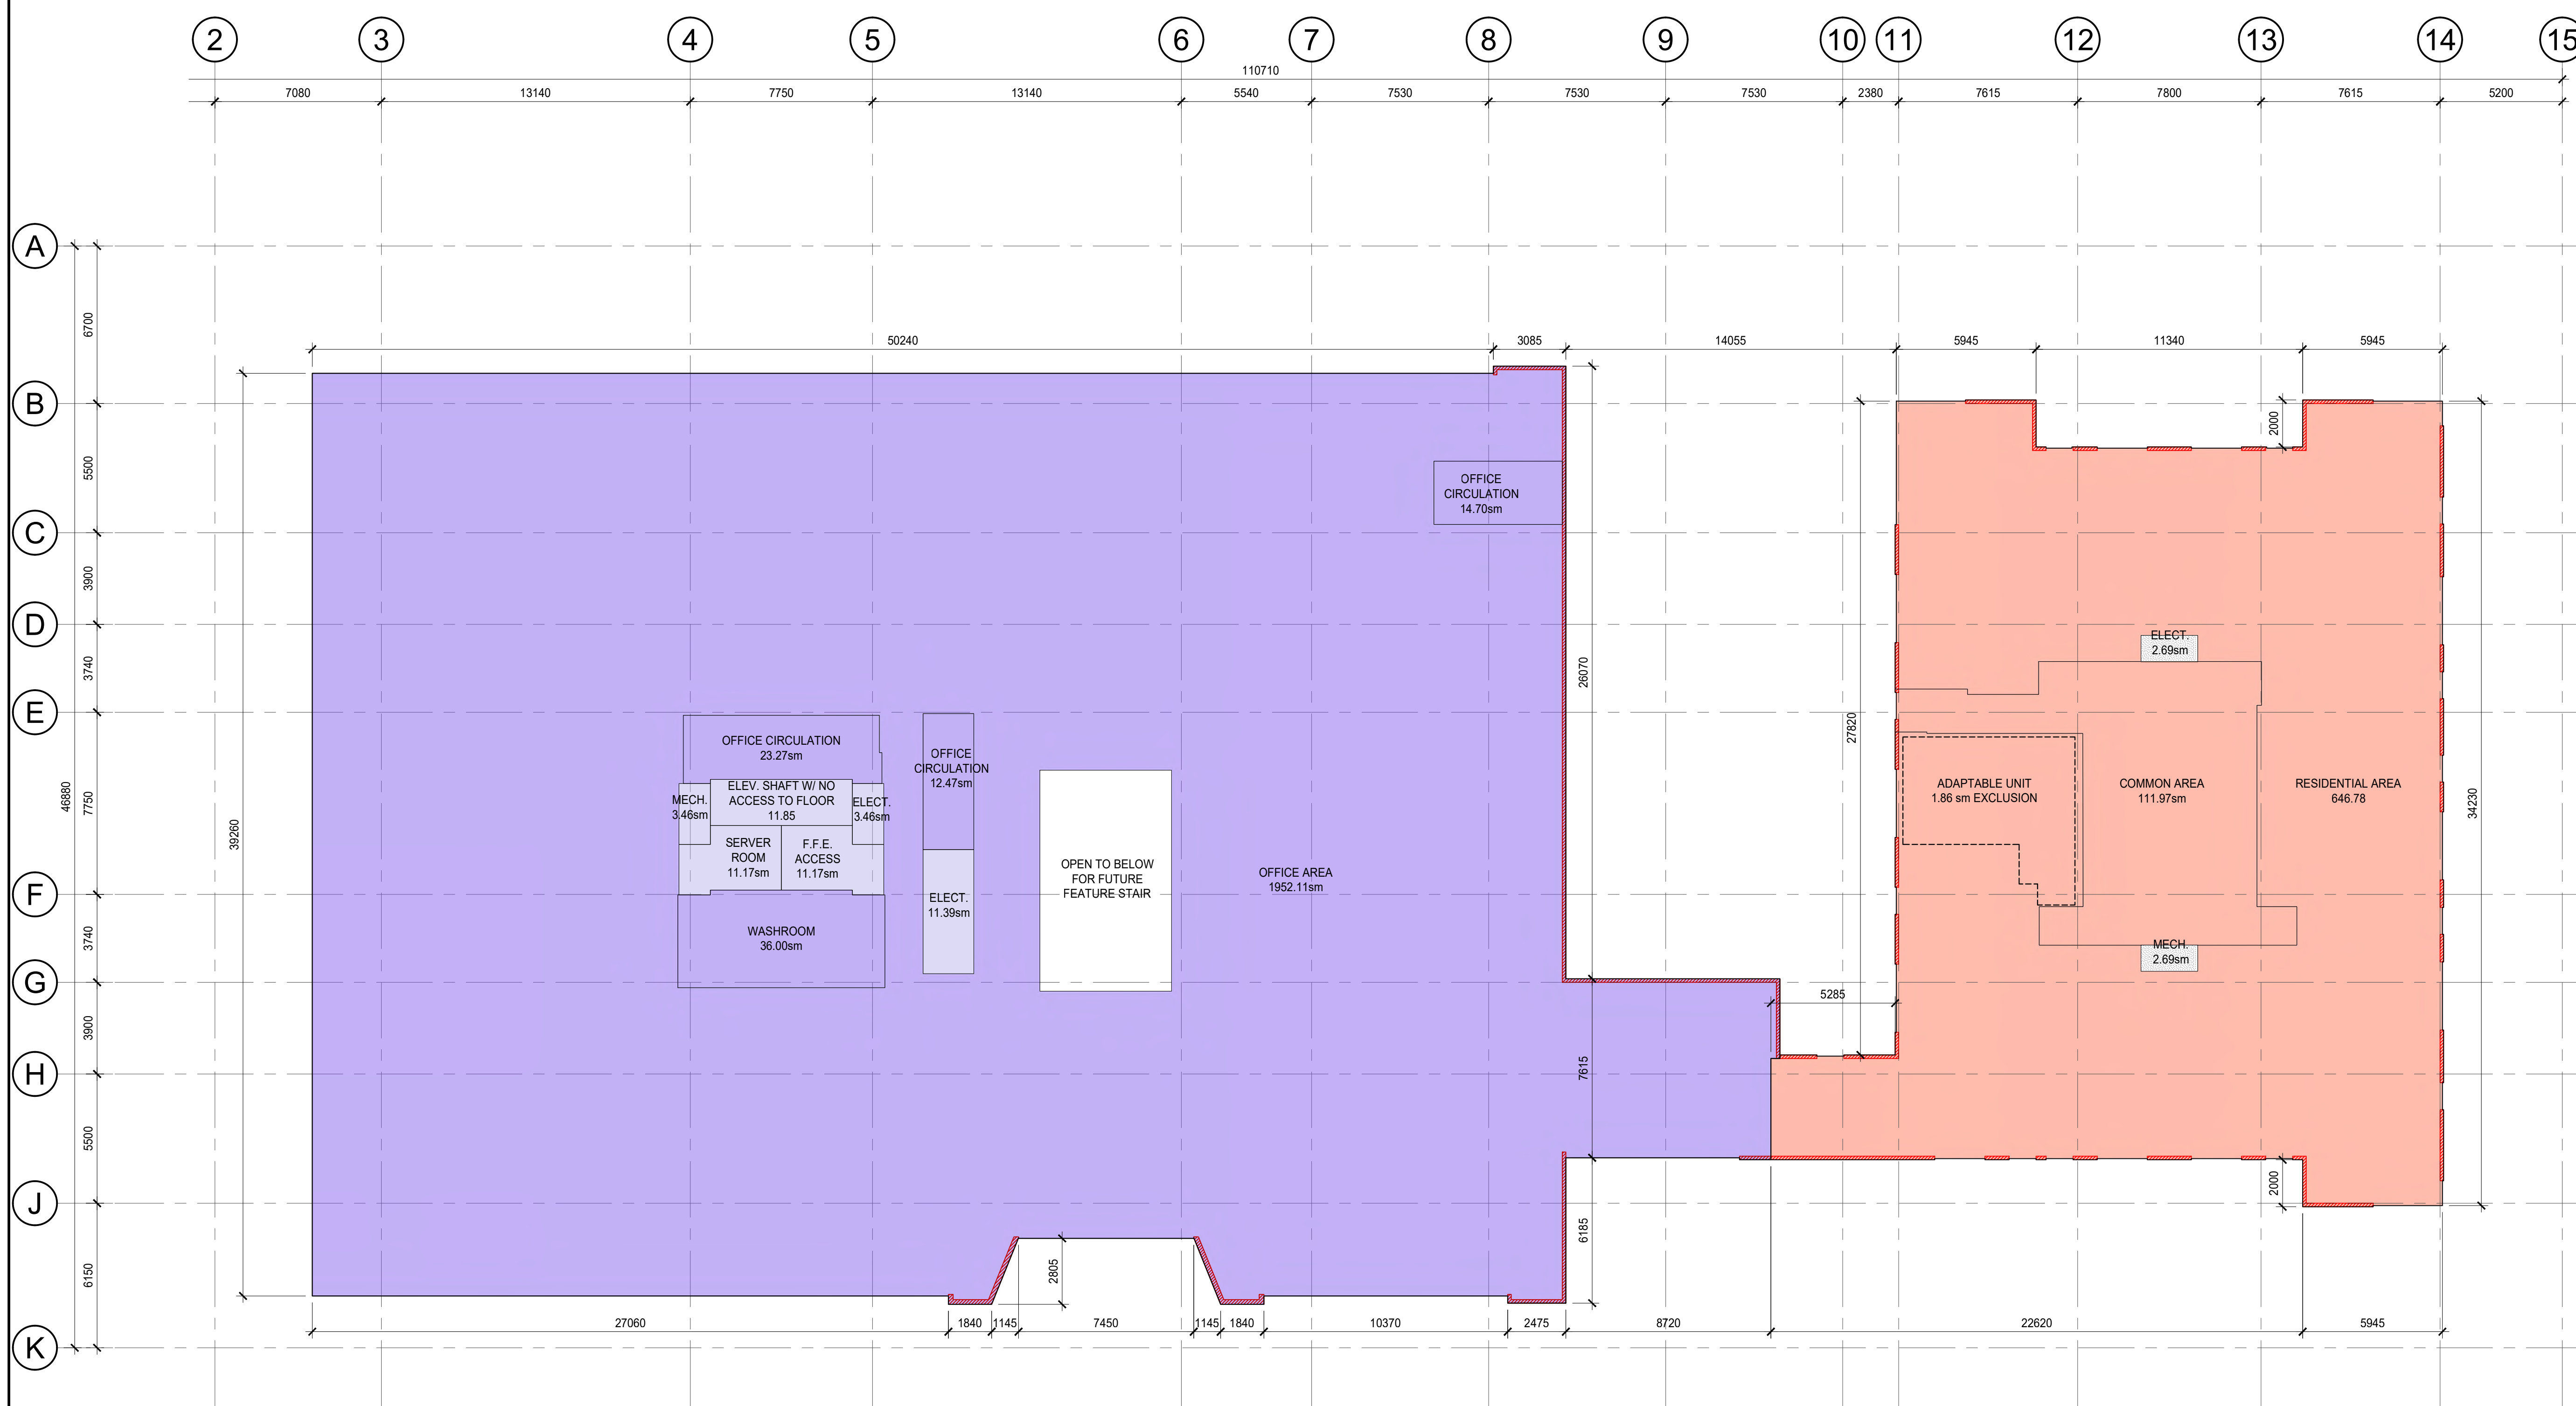 2
3
4
5
6
7
8
9
10
11
12
13
14
15
110710
7080
13140
7750
13140
5540
7530
7530
7530
2380
7615
7800
7615
5200
A
B
C
D
E
F
G
H
J
K
46880
6700
5500
3900
3740
7750
3740
3900
5500
6150
39260
50240
3085
14055
5945
11340
5945
2000
OFFICE
CIRCULATION
14.70sm
26070
27820
34230
ELECT.
2.69sm
OFFICE CIRCULATION
23.27sm
OFFICE
CIRCULATION
12.47sm
MECH.
3.46sm
ELEV. SHAFT W/ NO
ACCESS TO FLOOR
11.85
ELECT.
3.46sm
SERVER
ROOM
11.17sm
F.F.E.
ACCESS
11.17sm
WASHROOM
36.00sm
ELECT.
11.39sm
OPEN TO BELOW
FOR FUTURE
FEATURE STAIR
OFFICE AREA
1952.11sm
ADAPTABLE UNIT
1.86 sm EXCLUSION
COMMON AREA
111.97sm
RESIDENTIAL AREA
646.78
MECH.
2.69sm
5285
7615
2000
6185
2805
27060
1840
1145
7450
1145
1840
10370
2475
8720
22620
5945